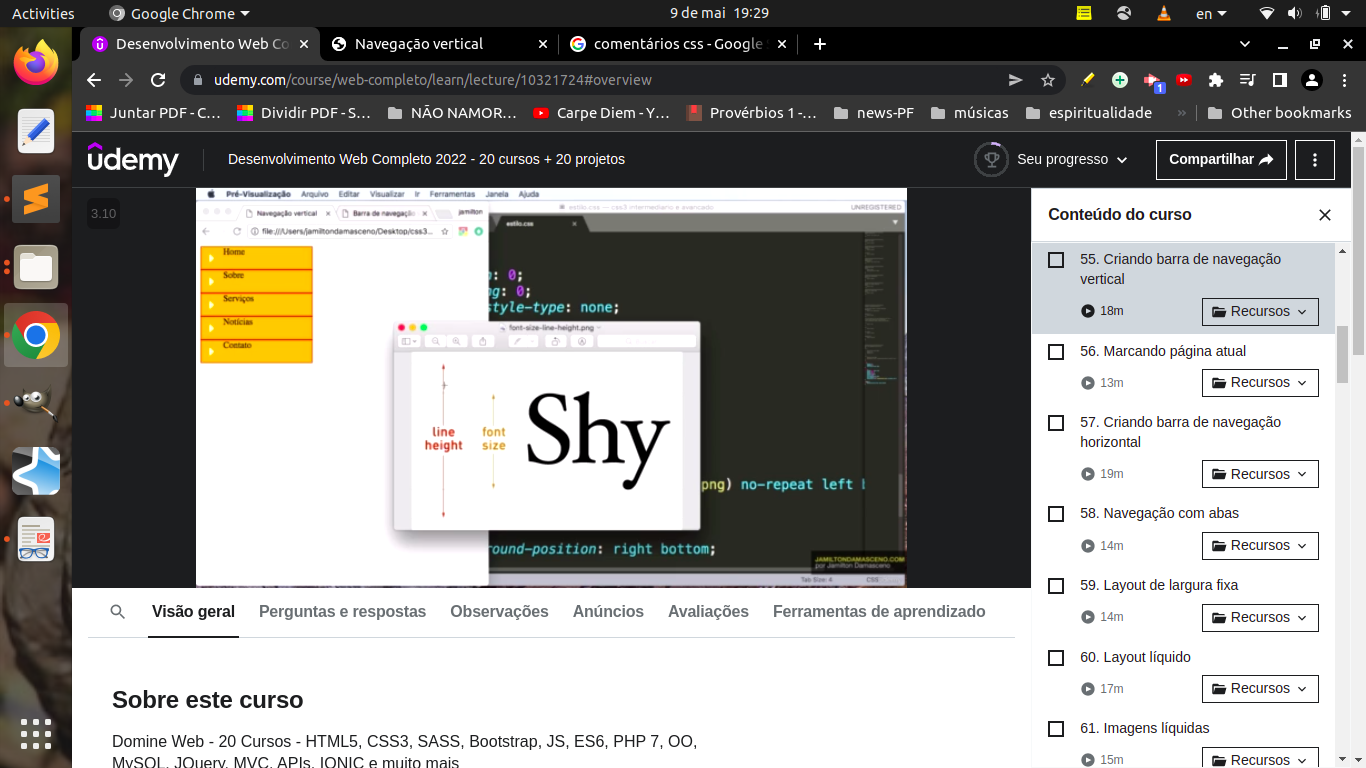 Activities
Google Chrome
9 de mai 19:29
en
Desenvolvimento Web Co
Navegação vertical
comentários css - Google
udemy.com/course/web-completo/learn/lecture/10321724#overview
1
Juntar PDF - C…
Dividir PDF - S…
NÃO NAMOR…
Carpe Diem - Y…
Provérbios 1 -…
news-PF
músicas
espiritualidade
»
Other bookmarks
udemy
Desenvolvimento Web Completo 2022 - 20 cursos + 20 projetos
Seu progresso
Compartilhar
3.10
Pré-Visualização Arquivo Editar Visualizar Ir Ferramentas Janela Ajuda
Navegação vertical
Barra de navegação
jamilton
estilo.css — css3 intermediario e avancado
UNREGISTERED
file:///Users/jamiltondamasceno/Desktop/css3...
estilo.css
Home
Sobre
Serviços
Notícias
Contato
g: 0;
ng: 0;
style-type: none;
font-size-line-height.png
line
height
font
size
Shy
png) no-repeat left b
round-position: right bottom;
JAMILTONDAMASCENO.COM
por Jamilton Damasceno
Tab Size: 4
CSS
Conteúdo do curso
55. Criando barra de navegação
vertical
18m
Recursos
56. Marcando página atual
13m
Recursos
57. Criando barra de navegação
horizontal
19m
Recursos
58. Navegação com abas
14m
Recursos
59. Layout de largura fixa
14m
Recursos
60. Layout líquido
17m
Recursos
61. Imagens líquidas
15m
Recursos
Visão geral
Perguntas e respostas
Observações
Anúncios
Avaliações
Ferramentas de aprendizado
Sobre este curso
Domine Web - 20 Cursos - HTML5, CSS3, SASS, Bootstrap, JS, ES6, PHP 7, OO,
MySQL, JQuery, MVC, APIs, IONIC e muito mais